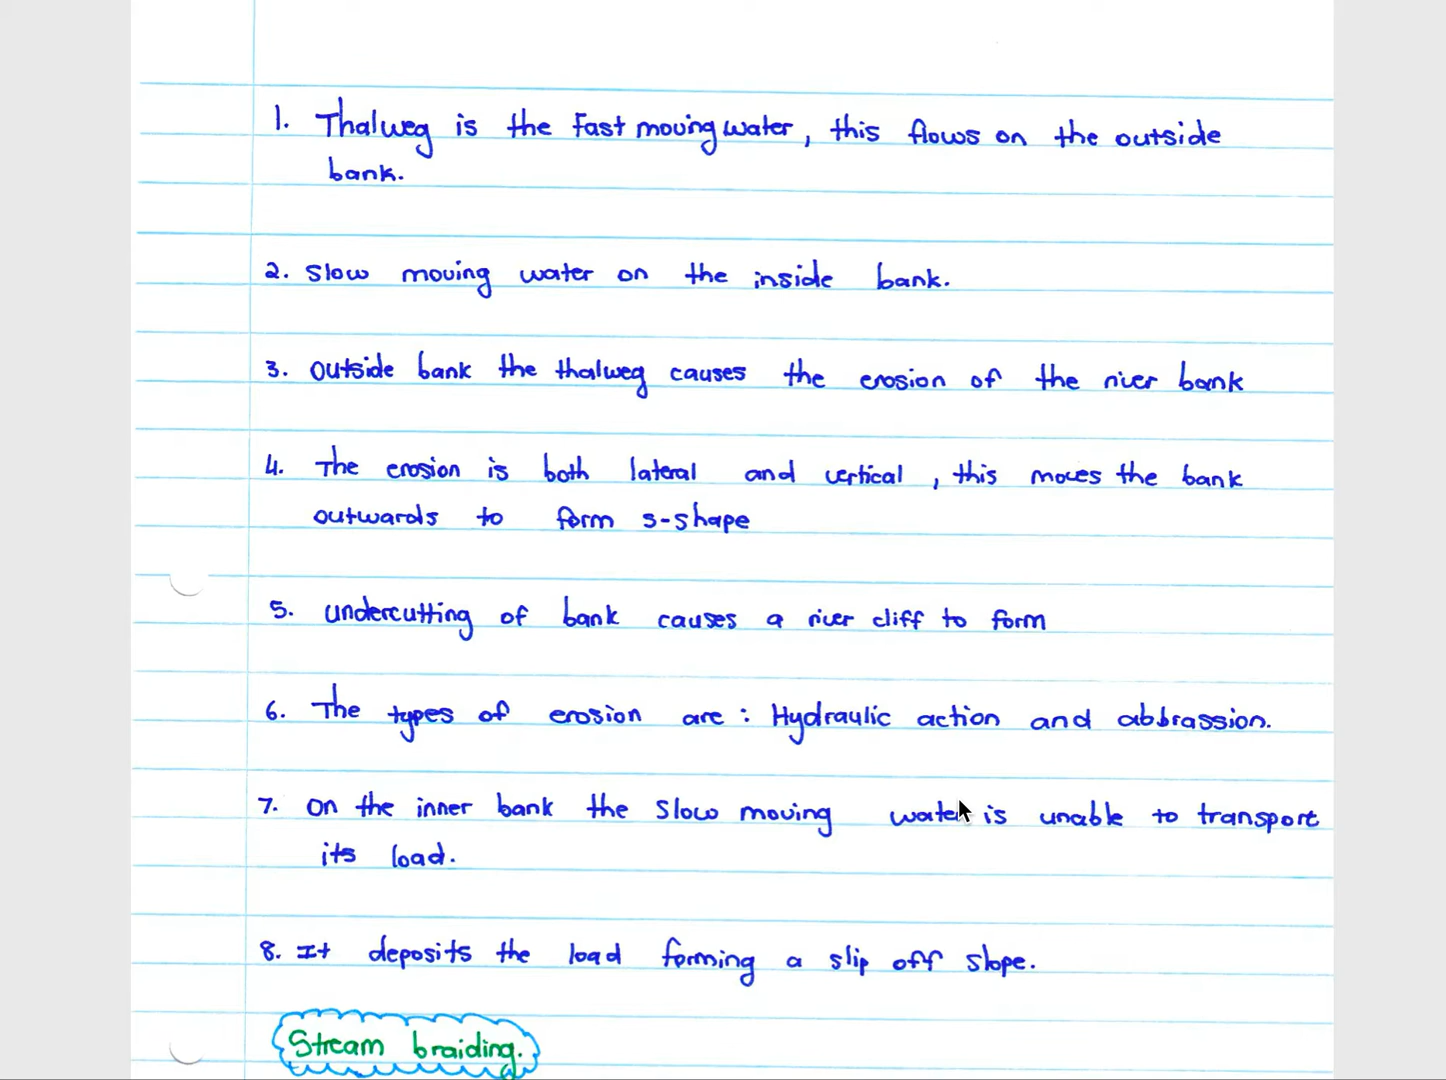 1. Thalweg is the fast moving water, this flows on the outside
bank.
2. Slow moving water on the inside bank.
3. Outside bank the thalweg causes the erosion of the river bank
4. The erosion is both lateral and vertical, this moves the bank
outwards to form s-shape
5. undercutting of bank causes a river cliff to form
6. The types of erosion are: Hydraulic action and abbrassion.
7. On the inner bank the slow moving water is unable to transport
its load.
8. It deposits the load forming a slip off slope.
Stream braiding.